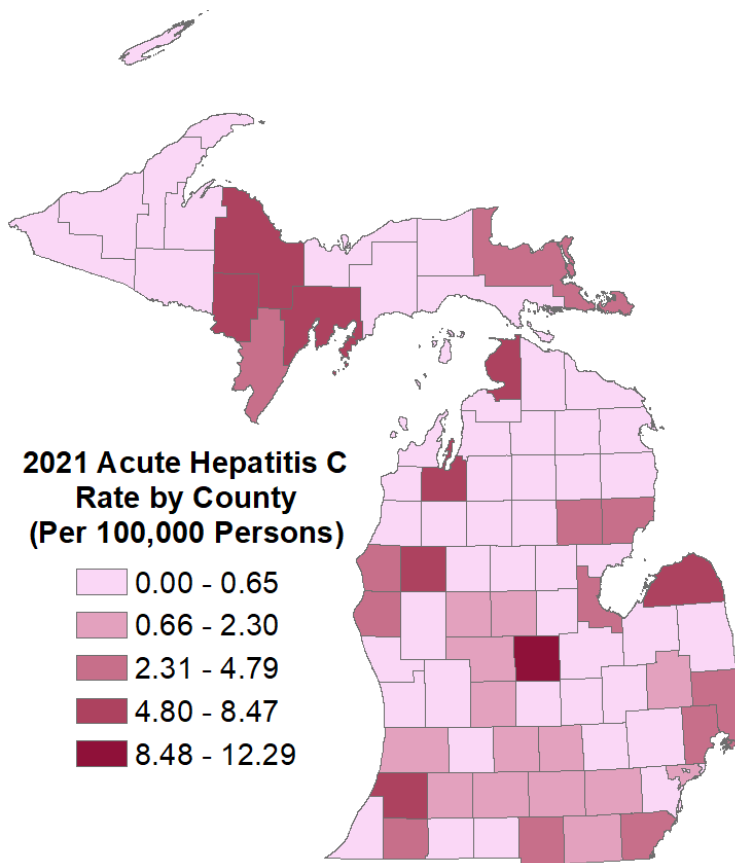 2021 Acute Hepatitis C
Rate by County
(Per 100,000 Persons)
0.00 - 0.65
0.66 - 2.30
2.31 - 4.79
4.80 - 8.47
8.48 - 12.29